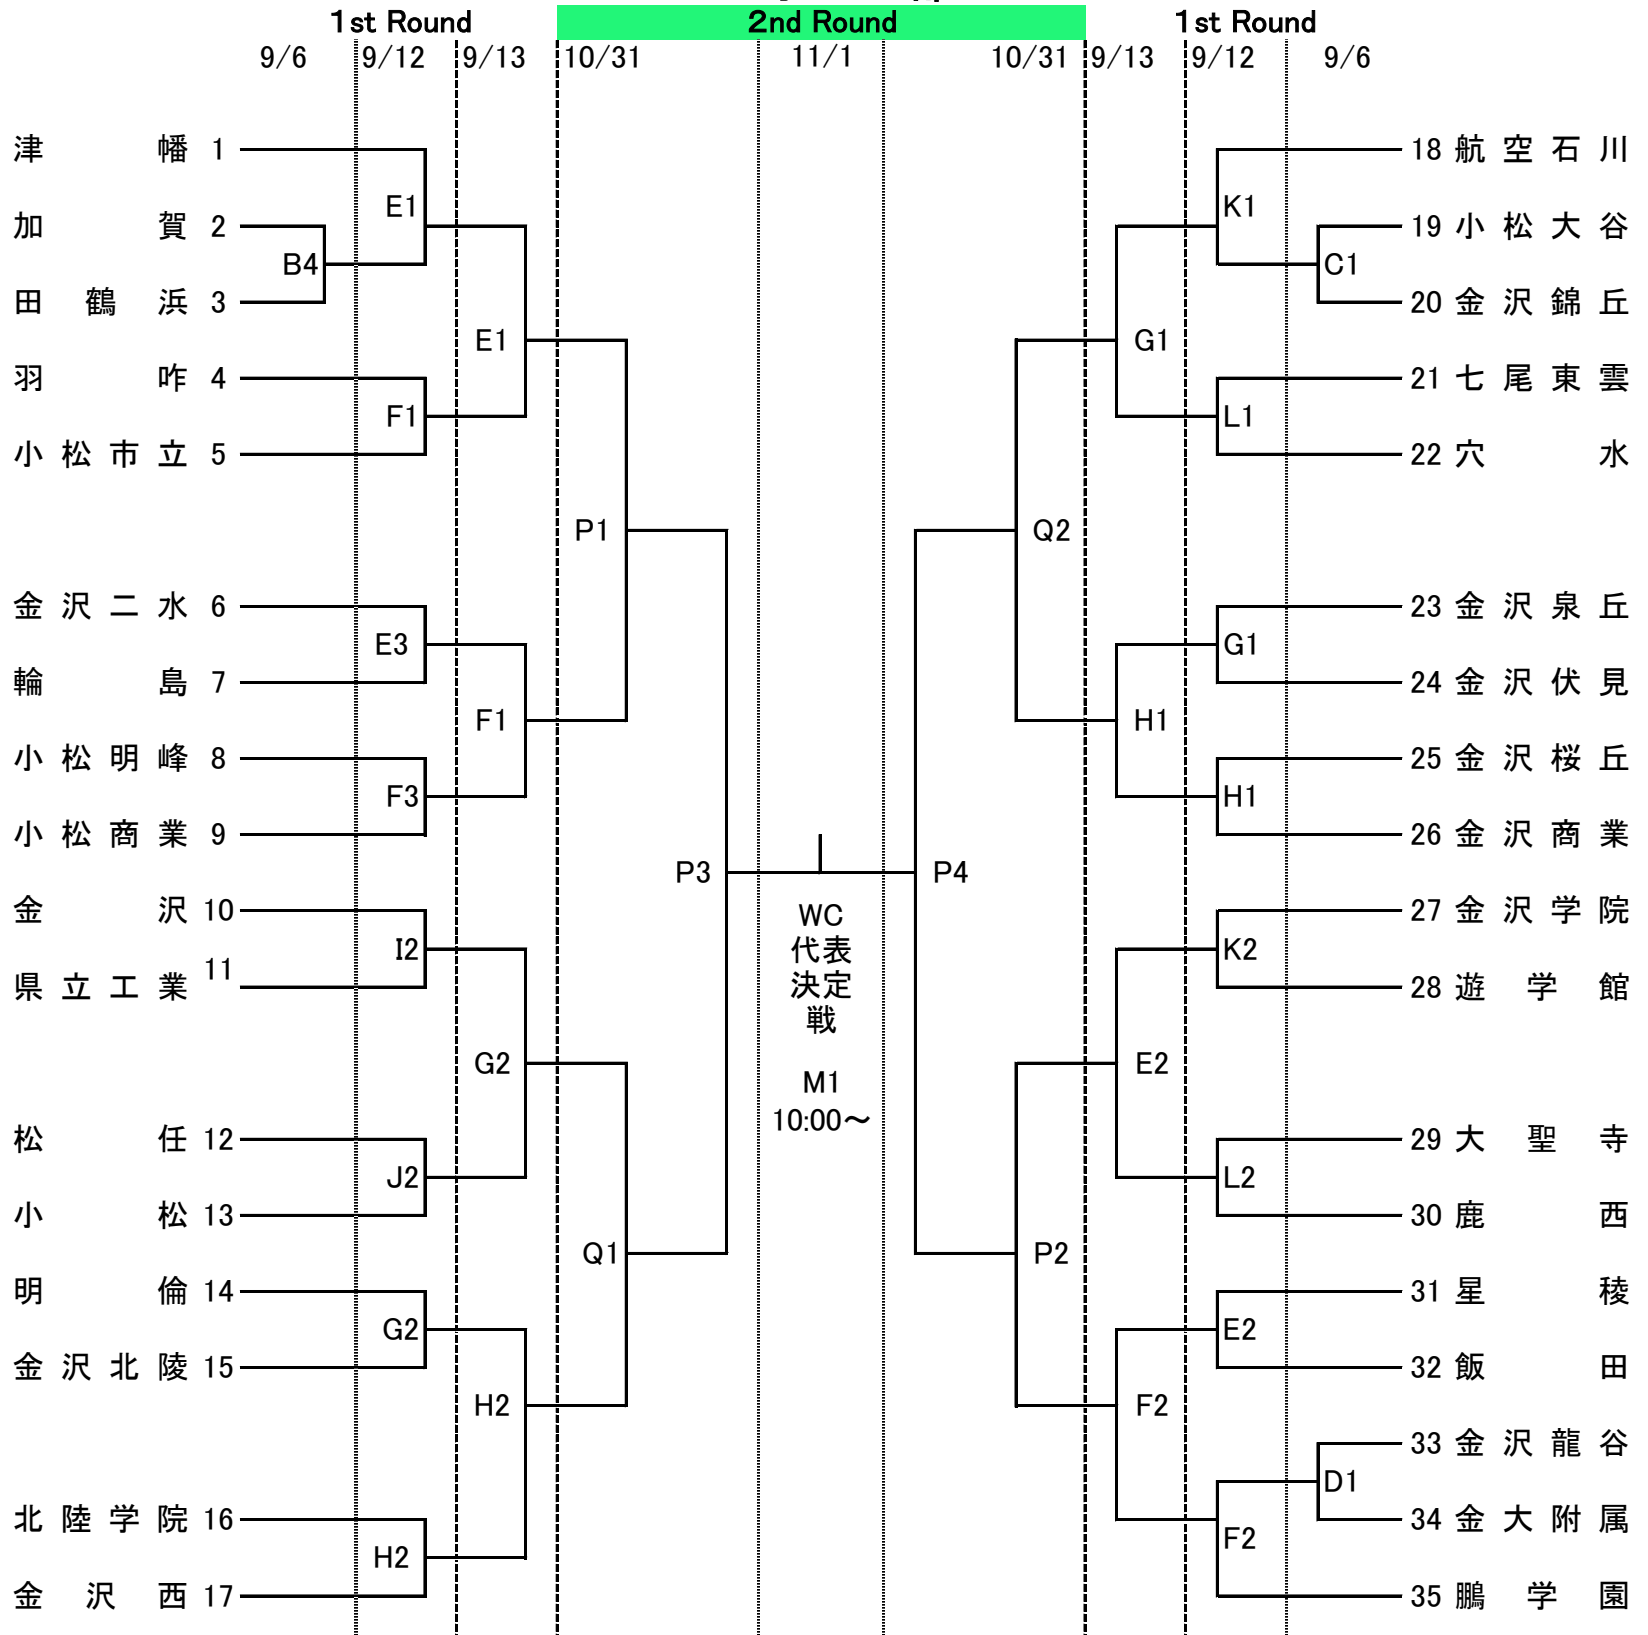 1st Round 2nd Round 1st Round
9/6 9/12 9/13 10/31 11/1 10/31 9/13 9/12 9/6
津幡 1 18 航空石川
E1 K1
加賀 2 19 小松大谷
B4 C1
田鶴浜 3 20 金沢錦丘
E1 G1
羽咋 4 21 七尾東雲
F1 L1
小松市立 5 22 穴水
P1 Q2
金沢二水 6 23 金沢泉丘
E3 G1
輪島 7 24 金沢伏見
F1 H1
小松明峰 8 25 金沢桜丘
F3 H1
小松商業 9 26 金沢商業
P3 P4
金沢 10 27 金沢学院
WC
代表
I2 K2
県立工業 11 28 遊学館
決定
戦
G2 E2
M1
10:00～
松任 12 29 大聖寺
J2 L2
小松 13 30 鹿西
Q1 P2
明倫 14 31 星稜
G2 E2
金沢北陵 15 32 飯田
H2 F2
33 金沢龍谷
D1
北陸学院 16 34 金大附属
H2 F2
金沢西 17 35 鵬学園